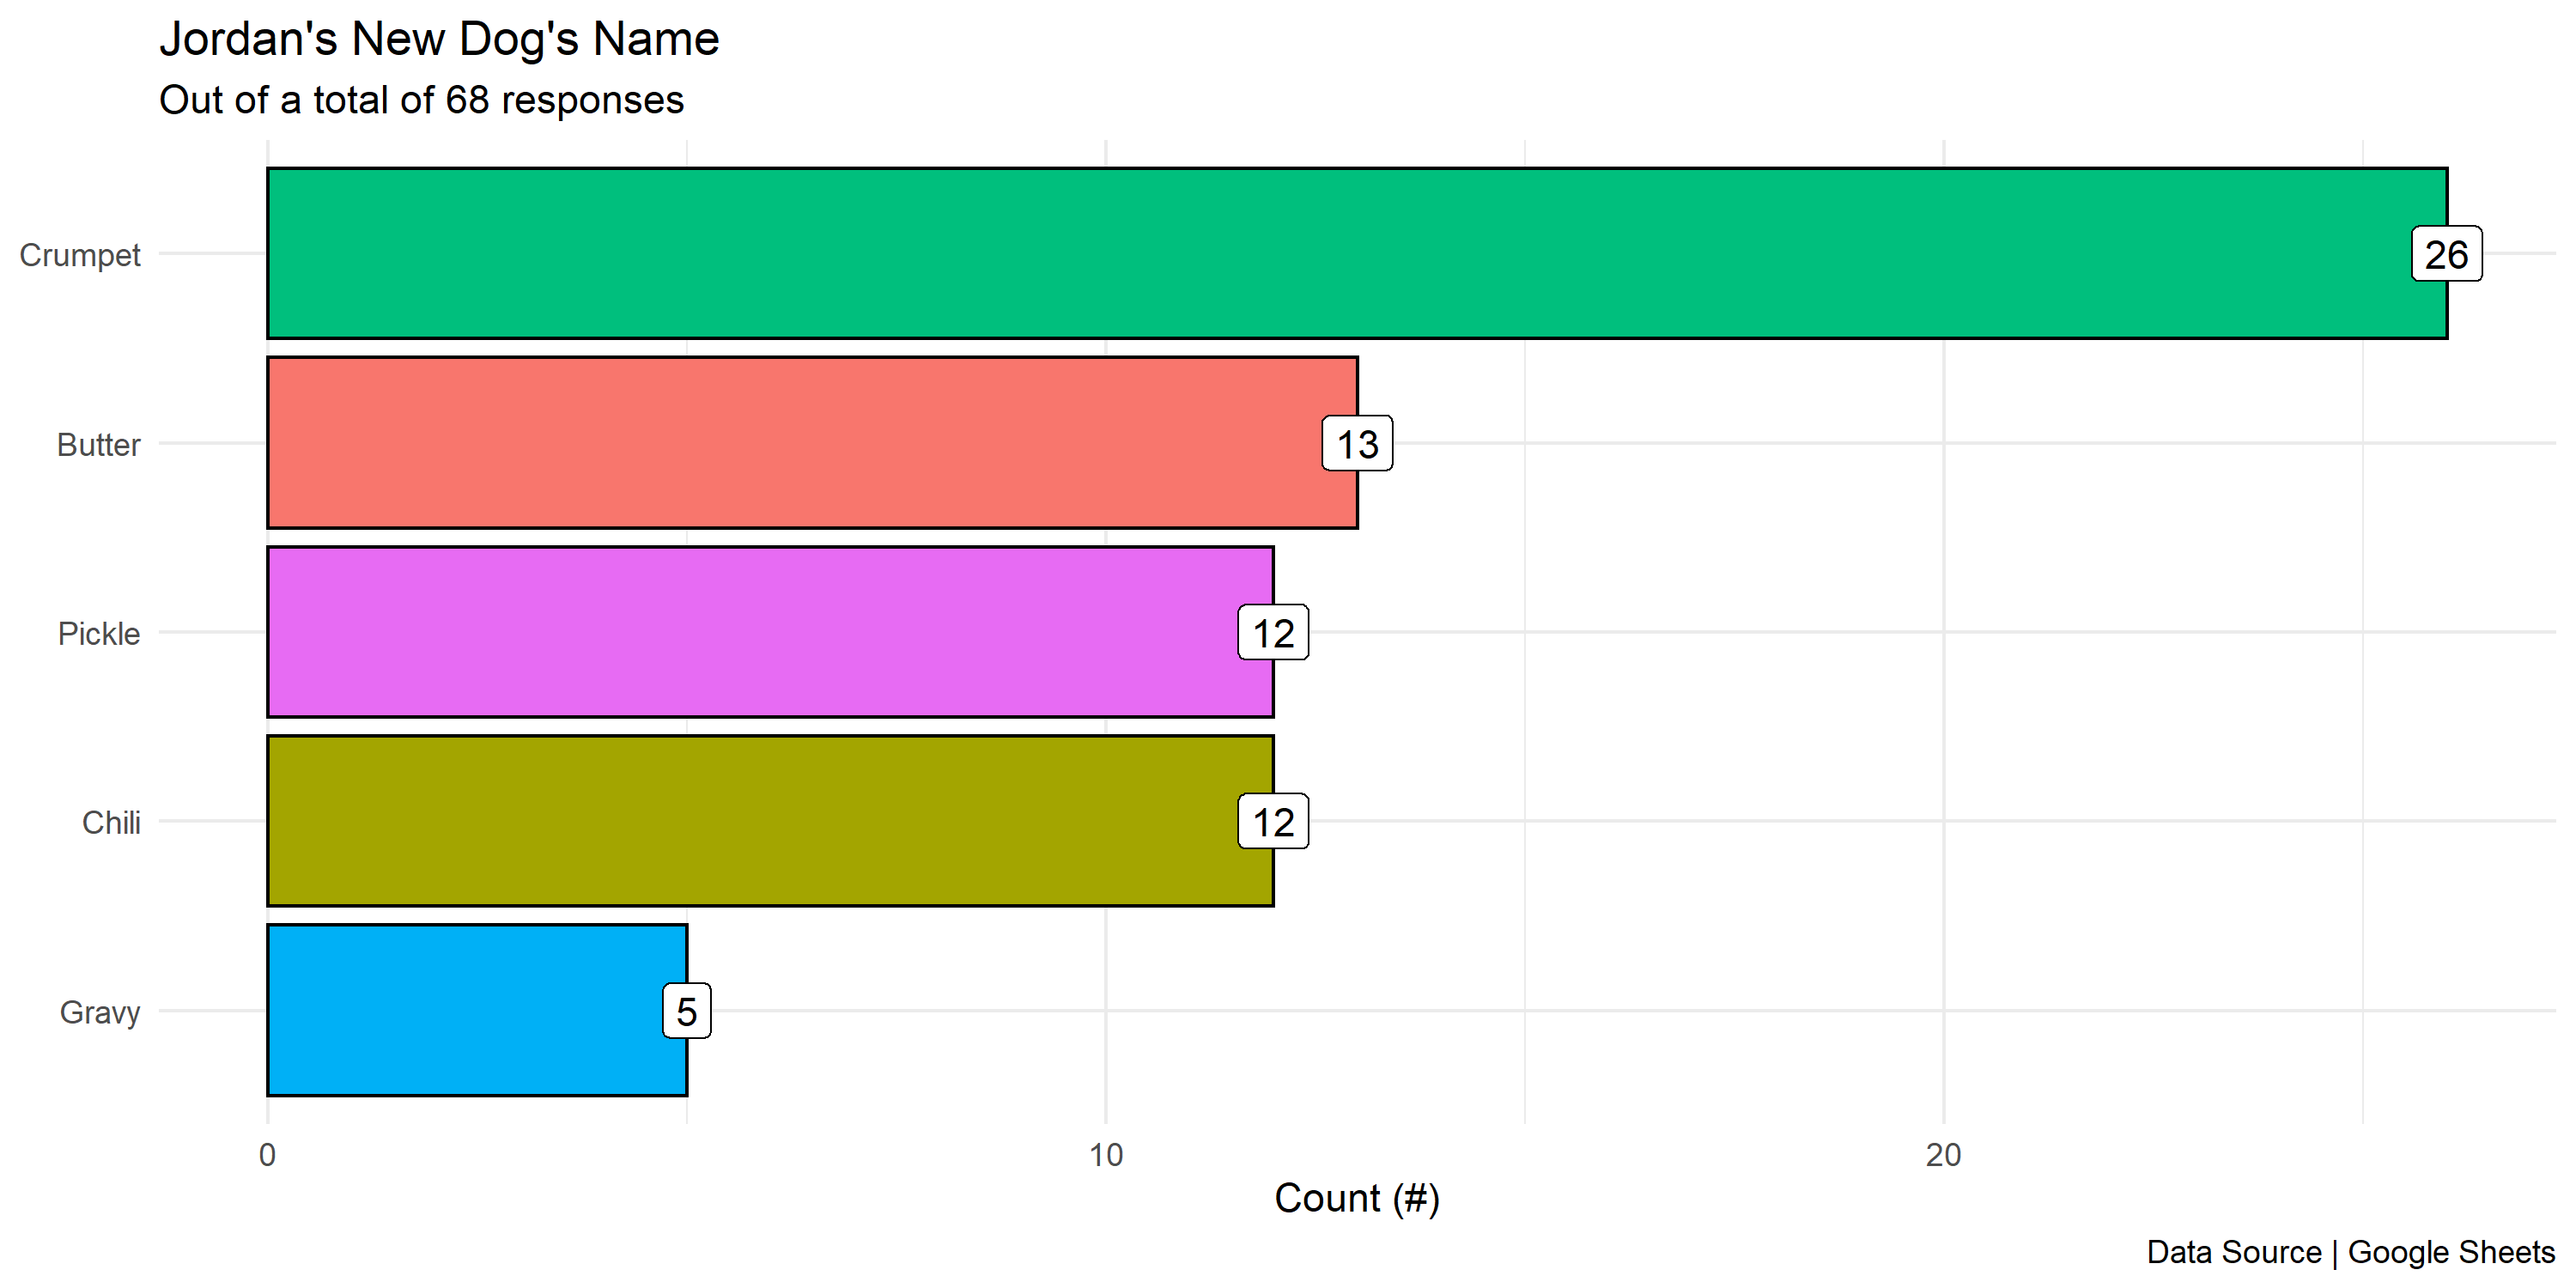 Jordan's New Dog's Name
Out of a total of 68 responses
Crumpet
26
Butter
13
Pickle
12
Chili
12
Gravy
5
0 10 20
Count (#)
Data Source | Google Sheets